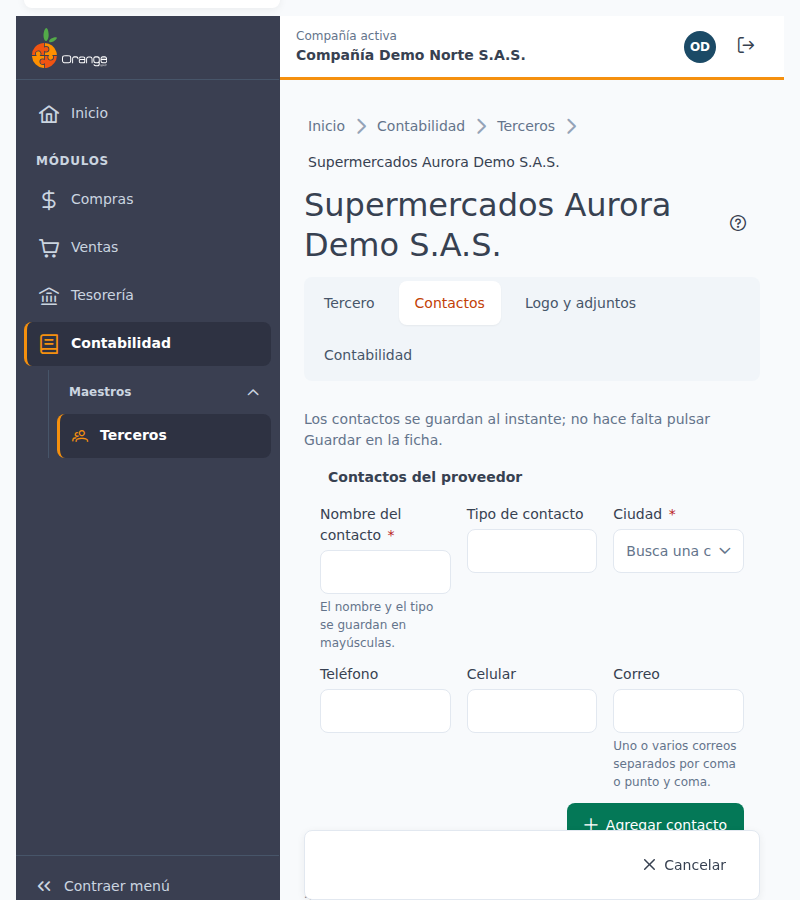 Orange
Compañía activa
Compañía Demo Norte S.A.S.
OD
Inicio
MÓDULOS
Compras
Ventas
Tesorería
Contabilidad
Maestros
Terceros
Contraer menú
Inicio
Contabilidad
Terceros
Supermercados Aurora Demo S.A.S.
Supermercados Aurora
Demo S.A.S.
Tercero
Contactos
Logo y adjuntos
Contabilidad
Los contactos se guardan al instante; no hace falta pulsar
Guardar en la ficha.
Contactos del proveedor
Nombre del
contacto *
Tipo de contacto
Ciudad *
Busca una c
El nombre y el tipo
se guardan en
mayúsculas.
Teléfono
Celular
Correo
Uno o varios correos
separados por coma
o punto y coma.
Agregar contacto
Cancelar